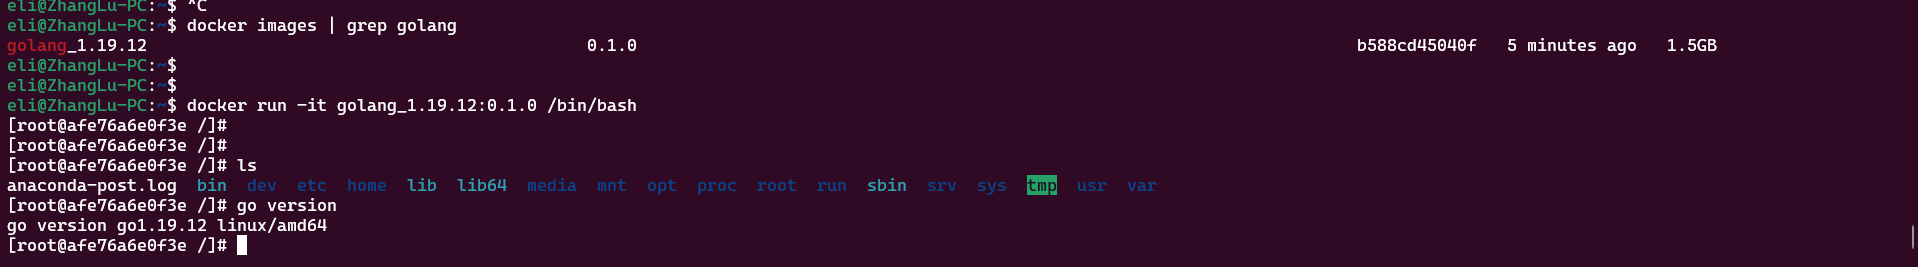 eli@ZhangLu-PC:~$ ^C
eli@ZhangLu-PC:~$ docker images | grep golang
golang_1.19.12 0.1.0 b588cd45040f 5 minutes ago 1.5GB
eli@ZhangLu-PC:~$
eli@ZhangLu-PC:~$
eli@ZhangLu-PC:~$ docker run -it golang_1.19.12:0.1.0 /bin/bash
[root@afe76a6e0f3e /]#
[root@afe76a6e0f3e /]#
[root@afe76a6e0f3e /]# ls
anaconda-post.log bin dev etc home lib lib64 media mnt opt proc root run sbin srv sys tmp usr var
[root@afe76a6e0f3e /]# go version
go version go1.19.12 linux/amd64
[root@afe76a6e0f3e /]#